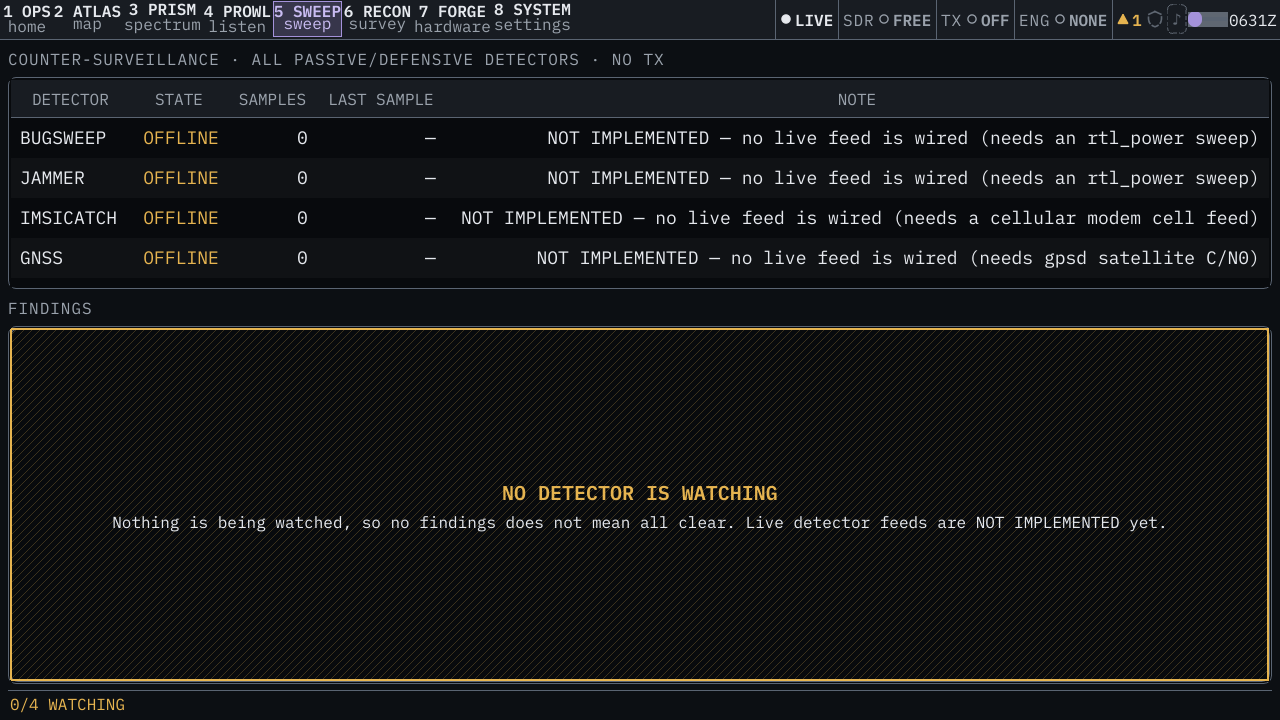 1 OPS 2 ATLAS 3 PRISM 4 PROWL 5 SWEEP 6 RECON 7 FORGE 8 SYSTEM
home map spectrum listen sweep survey hardware settings
LIVE SDR FREE TX OFF ENG NONE 1 ♪ 0631Z
COUNTER-SURVEILLANCE · ALL PASSIVE/DEFENSIVE DETECTORS · NO TX
DETECTOR STATE SAMPLES LAST SAMPLE NOTE
BUGSWEEP OFFLINE 0 — NOT IMPLEMENTED — no live feed is wired (needs an rtl_power sweep)
JAMMER OFFLINE 0 — NOT IMPLEMENTED — no live feed is wired (needs an rtl_power sweep)
IMSICATCH OFFLINE 0 — NOT IMPLEMENTED — no live feed is wired (needs a cellular modem cell feed)
GNSS OFFLINE 0 — NOT IMPLEMENTED — no live feed is wired (needs gpsd satellite C/N0)
FINDINGS
NO DETECTOR IS WATCHING
Nothing is being watched, so no findings does not mean all clear. Live detector feeds are NOT IMPLEMENTED yet.
0/4 WATCHING